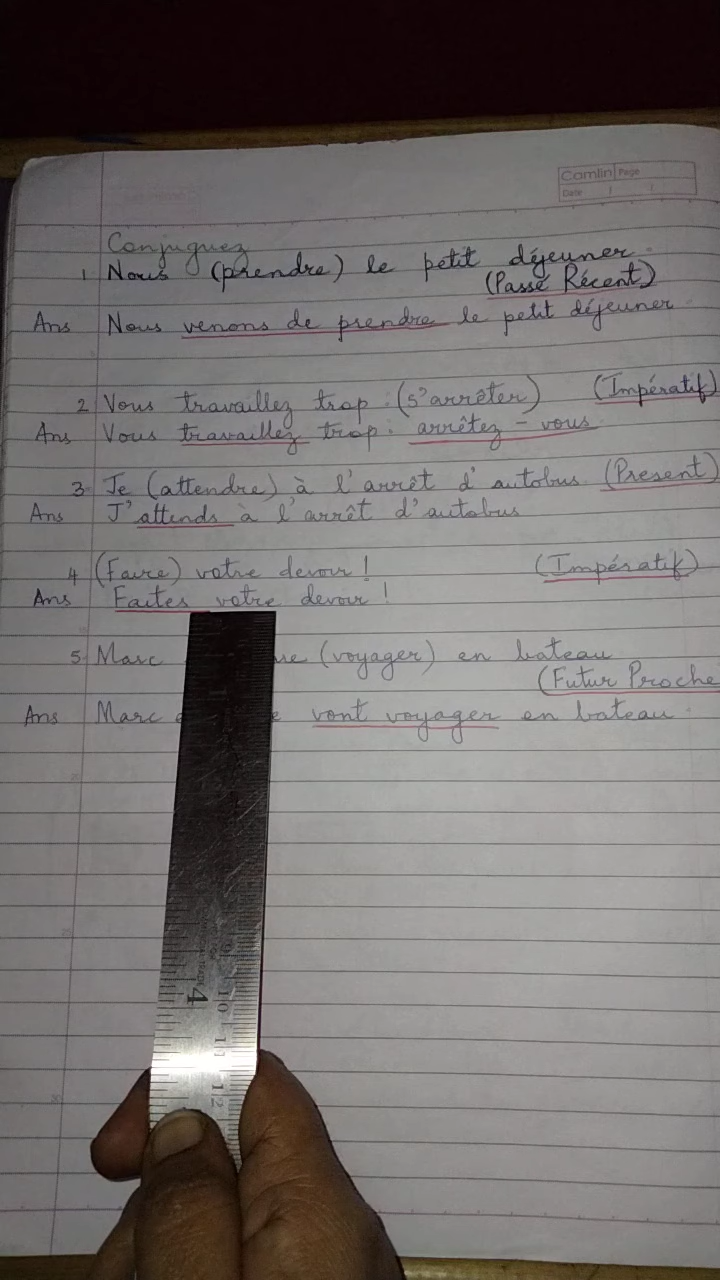 Camlin Page
Date / /
Conjuguez
1 Nous (prendre) le petit déjeuner.
(Passé Récent)
Ans Nous venons de prendre le petit déjeuner
2 Vous travaillez trop. (s'arrêter) (Impératif)
Ans Vous travaillez trop. arrêtez-vous
3 Je (attendre) à l'arrêt d'autobus. (Present)
Ans J'attends à l'arrêt d'autobus
4 (Faire) votre devoir! (Impératif)
Ans Faites votre devoir!
5. Marc (voyager) en bateau
(Futur Proche
Ans Marc vont voyager en bateau.
4
10
11
12